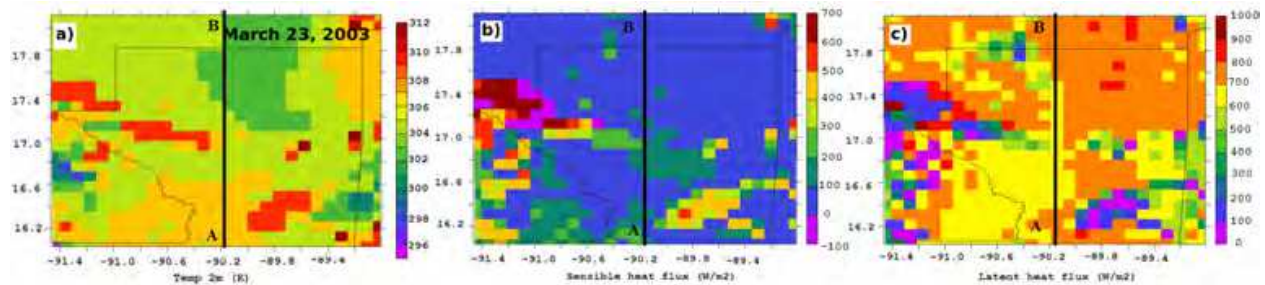 a)
B
March 23, 2003
17.8
17.4
17.0
16.6
16.2
A
-91.4 -91.0 -90.2 -89.8 -89.4
Temp 2m (K)
312
310
308
306
304
302
300
298
296
b)
B
17.8
17.4
17.0
16.6
16.2
A
-91.4 -91.0 -90.6 -90.2 -89.8 -89.4
Sensible heat flux (W/m2)
700
600
500
400
300
200
100
0
-100
c)
B
17.8
17.4
17.0
16.6
16.2
A
-91.4 -91.0 -90.6 -90.2 -89.8 -89.4
Latent heat flux (W/m2)
1000
900
800
700
600
500
400
300
200
100
0